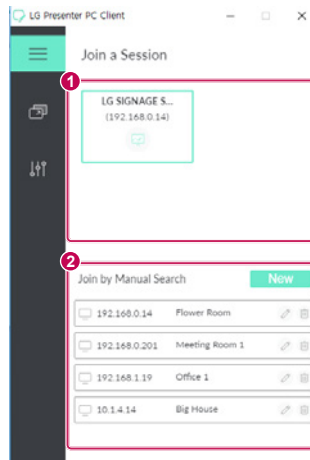 LG Presenter PC Client
Join a Session
1
LG SIGNAGE S...
(192.168.0.14)
2
Join by Manual Search
New
192.168.0.14 Flower Room
192.168.0.201 Meeting Room 1
192.168.1.19 Office 1
10.1.4.14 Big House